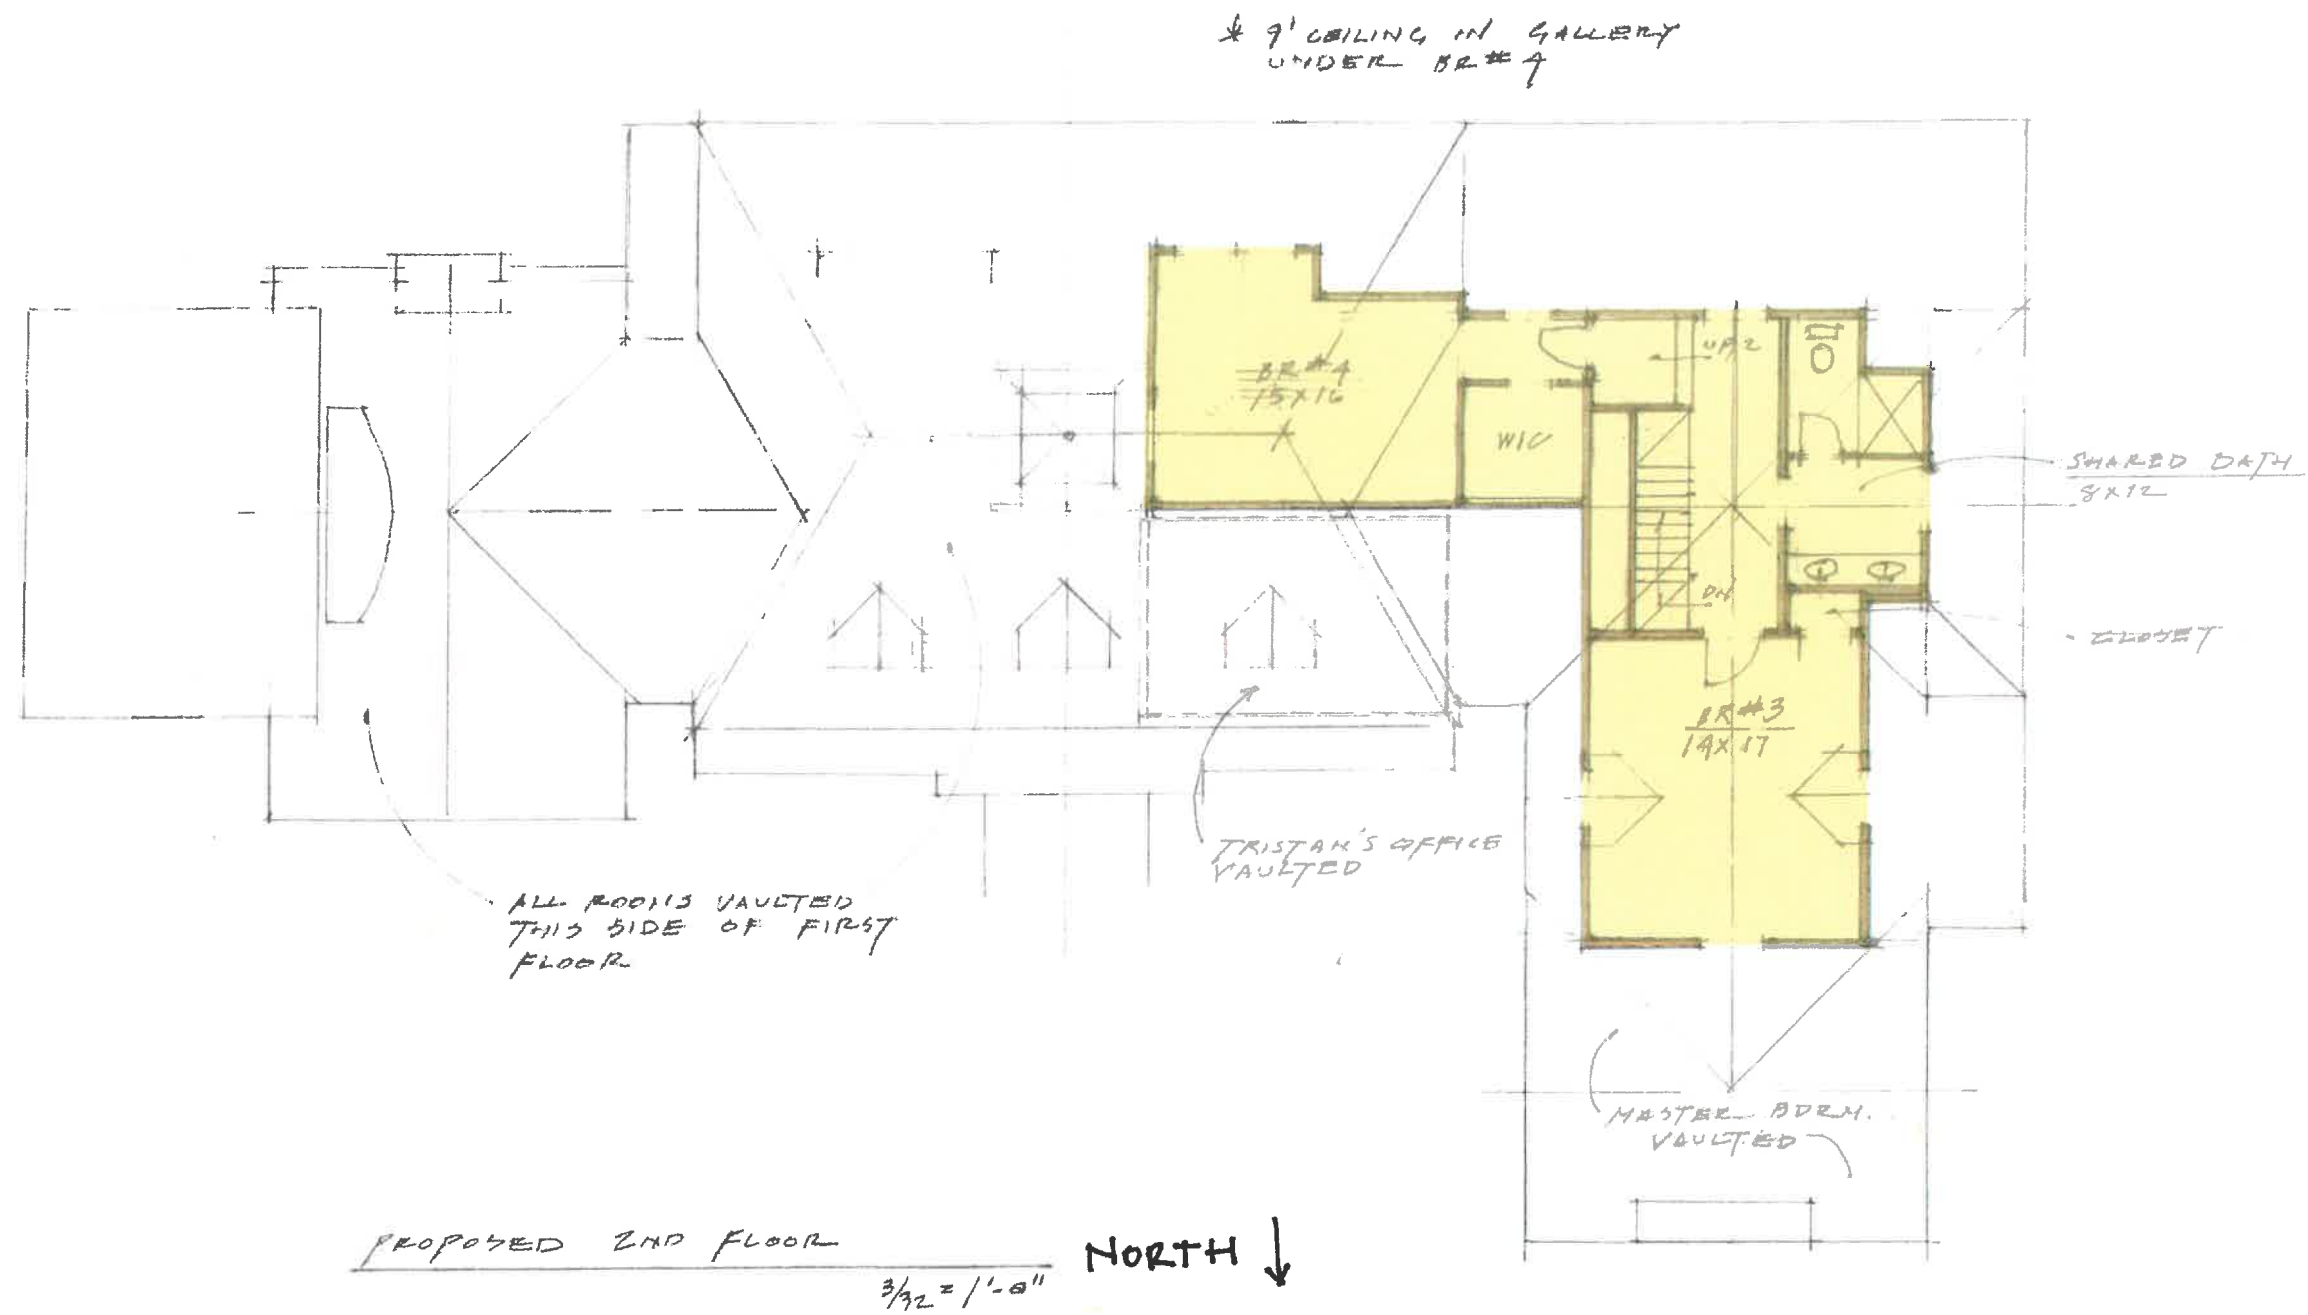 * 9' CEILING IN GALLERY
UNDER BR#4
BR#4
15X16
UP 2
WIC
SHARED BATH
8X12
DN
CLOSET
BR#3
14X17
TRISTAN'S OFFICE
VAULTED
ALL ROOMS VAULTED
THIS SIDE OF FIRST
FLOOR
MASTER BDRM.
VAULTED
PROPOSED 2ND FLOOR
3/32 = 1'-0"
NORTH ↓